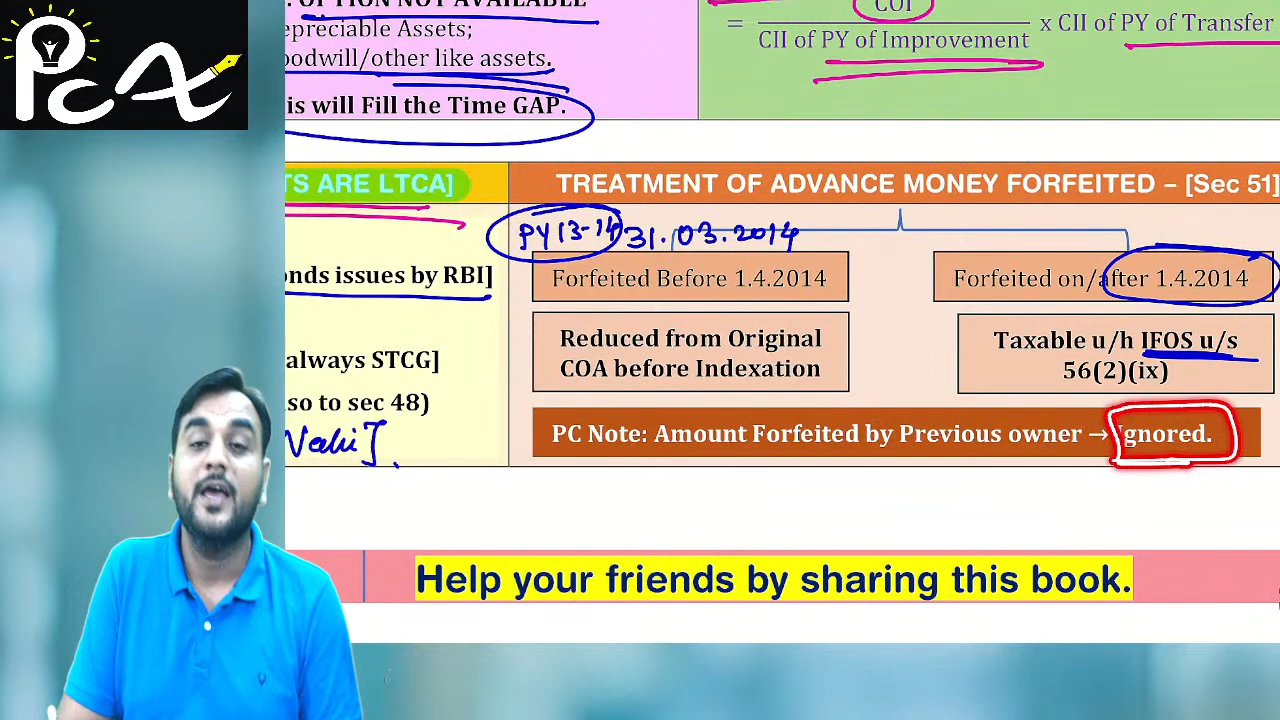 PCA
OPTION NOT AVAILABLE
epreciable Assets;
oodwill/other like assets.
is will Fill the Time GAP.
COI
= CII of PY of Improvement x CII of PY of Transfer
TS ARE LTCA]
onds issues by RBI]
always STCG]
so to sec 48)
TREATMENT OF ADVANCE MONEY FORFEITED – [Sec 51]
PY 13-14 31.03.2014
Forfeited Before 1.4.2014
Forfeited on/after 1.4.2014
Reduced from Original
COA before Indexation
Taxable u/h IFOS u/s
56(2)(ix)
PC Note: Amount Forfeited by Previous owner → Ignored.
Help your friends by sharing this book.